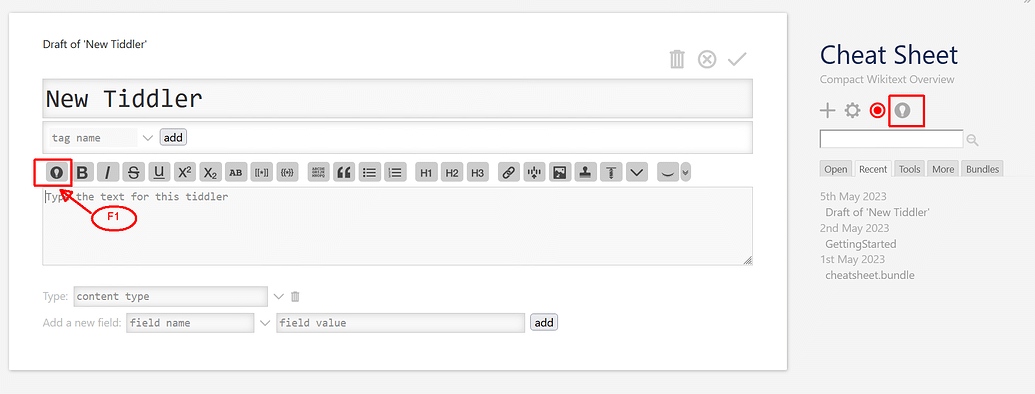 Draft of 'New Tiddler'
New Tiddler
tag name add
B I S U X² X₂ AB H1 H2 H3
F1
Type the text for this tiddler
Type: content type
Add a new field: field name field value add
Cheat Sheet
Compact Wikitext Overview
Open Recent Tools More Bundles
5th May 2023
Draft of 'New Tiddler'
2nd May 2023
GettingStarted
1st May 2023
cheatsheet.bundle